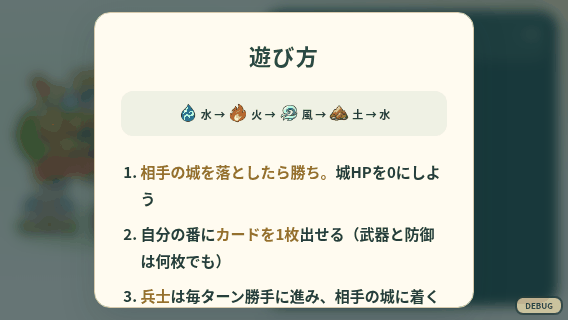 遊び方
水→火→風→土→水
1. 相手の城を落としたら勝ち。城HPを0にしよ
う
2. 自分の番にカードを1枚出せる（武器と防御
は何枚でも）
3. 兵士は毎ターン勝手に進み、相手の城に着く
DEBUG